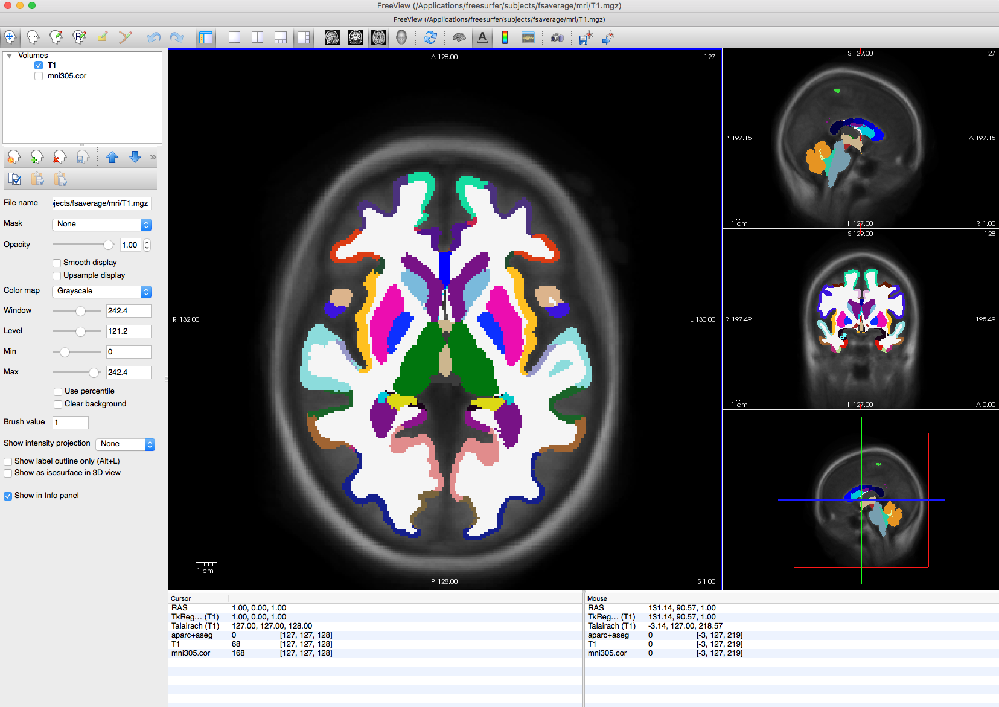 FreeView (/Applications/freesurfer/subjects/fsaverage/mri/T1.mgz)
FreeView (/Applications/freesurfer/subjects/fsaverage/mri/T1.mgz)
R
A
Volumes
T1
mni305.cor
»
File name
jects/fsaverage/mri/T1.mgz
Mask
None
Opacity
1.00
Smooth display
Upsample display
Color map
Grayscale
Window
242.4
Level
121.2
Min
0
Max
242.4
Use percentile
Clear background
Brush value
1
Show intensity projection
None
Show label outline only (Alt+L)
Show as isosurface in 3D view
Show in Info panel
A 128.00
127
R 132.00
L 130.00
1 cm
P 128.00
S 1.00
S 129.00
127
P 197.15
A 197.15
1 cm
I 127.00
R 1.00
S 129.00
128
R 197.49
L 195.49
1 cm
I 127.00
A 0.00
Cursor
RAS 1.00, 0.00, 1.00
TkReg... (T1) 1.00, 0.00, 1.00
Talairach (T1) 127.00, 127.00, 128.00
aparc+aseg 0 [127, 127, 128]
T1 68 [127, 127, 128]
mni305.cor 168 [127, 127, 128]
Mouse
RAS 131.14, 90.57, 1.00
TkReg... (T1) 131.14, 90.57, 1.00
Talairach (T1) -3.14, 127.00, 218.57
aparc+aseg 0 [-3, 127, 219]
T1 0 [-3, 127, 219]
mni305.cor 0 [-3, 127, 219]